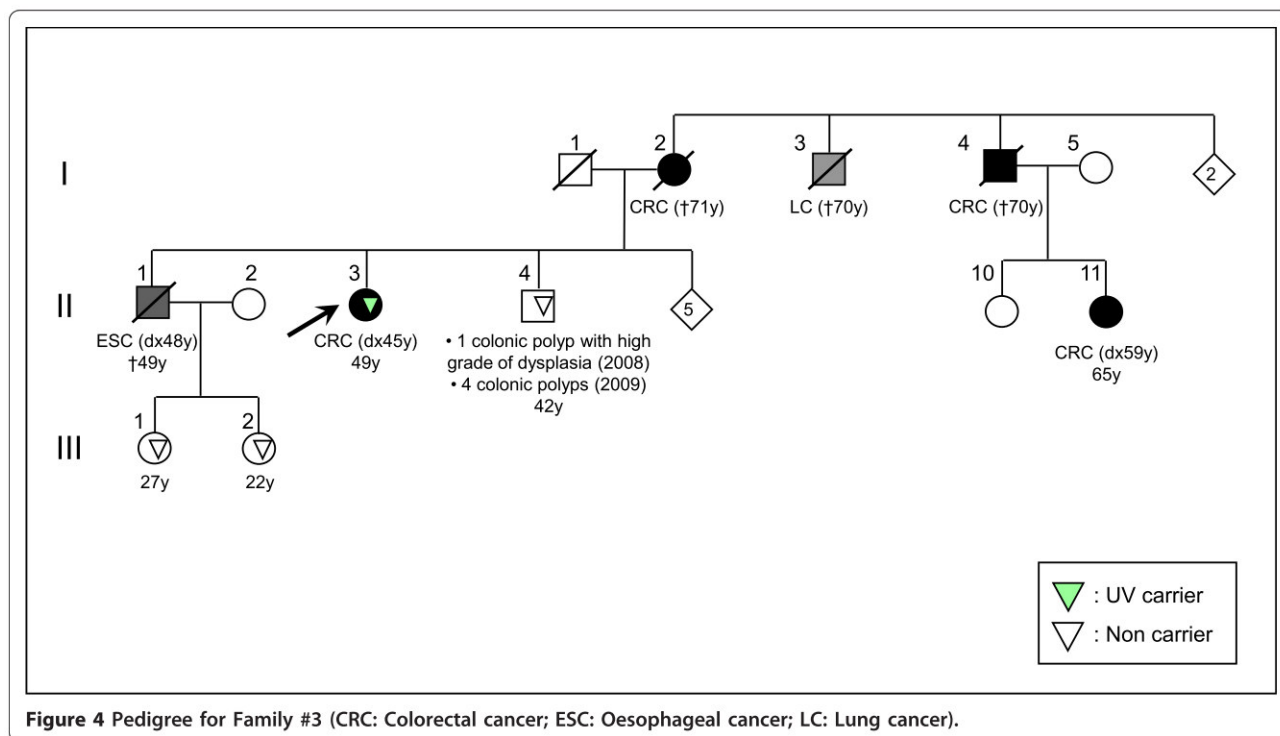 1
2
3
4
5
I
2
CRC (†71y)
LC (†70y)
CRC (†70y)
1
2
3
4
10
11
II
5
ESC (dx48y)
†49y
CRC (dx45y)
49y
• 1 colonic polyp with high
grade of dysplasia (2008)
• 4 colonic polyps (2009)
42y
CRC (dx59y)
65y
1
2
III
27y
22y
: UV carrier
: Non carrier
Figure 4 Pedigree for Family #3 (CRC: Colorectal cancer; ESC: Oesophageal cancer; LC: Lung cancer).